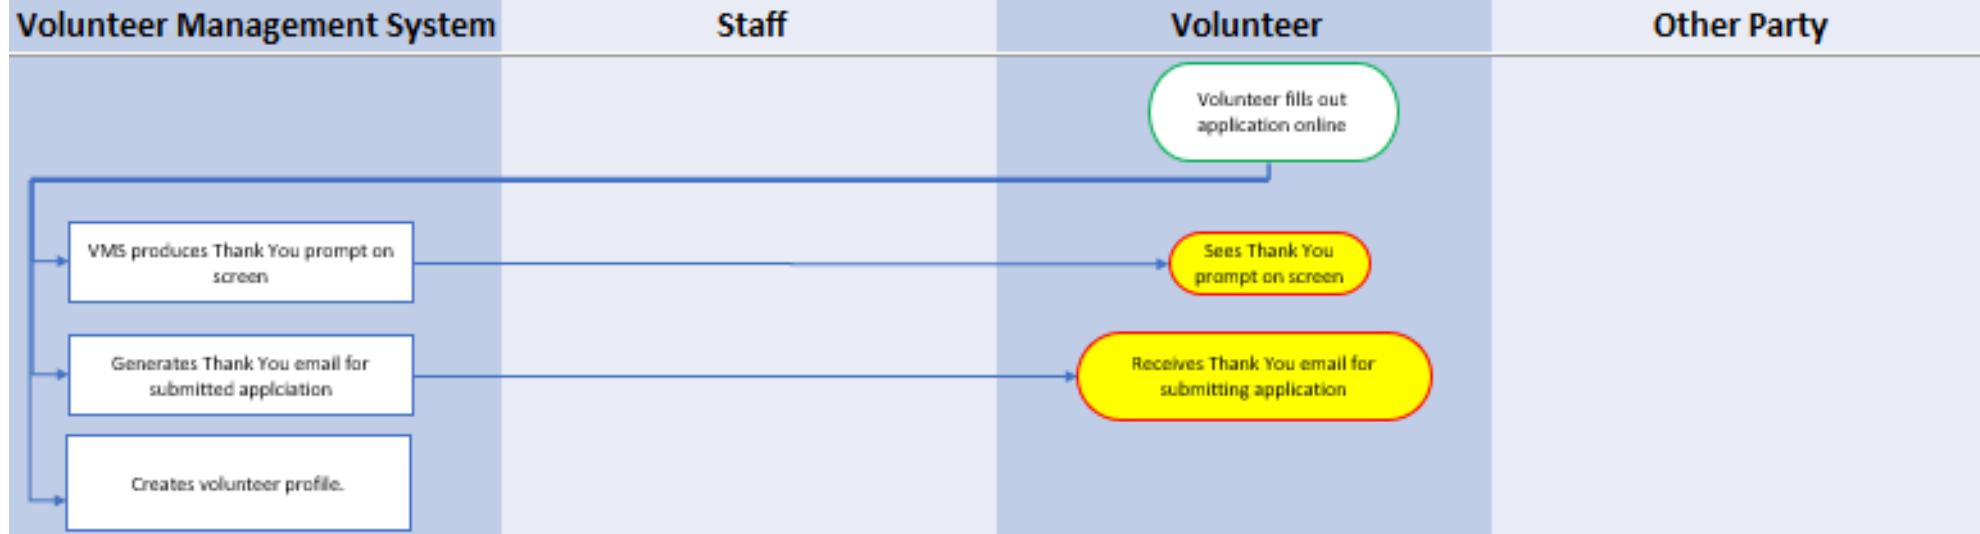 Volunteer Management System
Staff
Volunteer
Other Party
Volunteer fills out
application online
VMS produces Thank You prompt on
screen
Sees Thank You
prompt on screen
Generates Thank You email for
submitted applciation
Receives Thank You email for
submitting application
Creates volunteer profile.